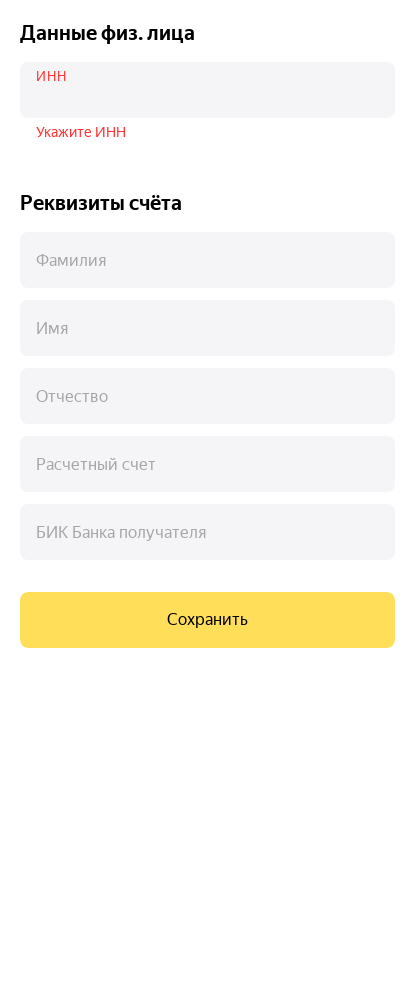 Данные физ. лица
ИНН
Укажите ИНН
Реквизиты счёта
Фамилия
Имя
Отчество
Расчетный счет
БИК Банка получателя
Сохранить